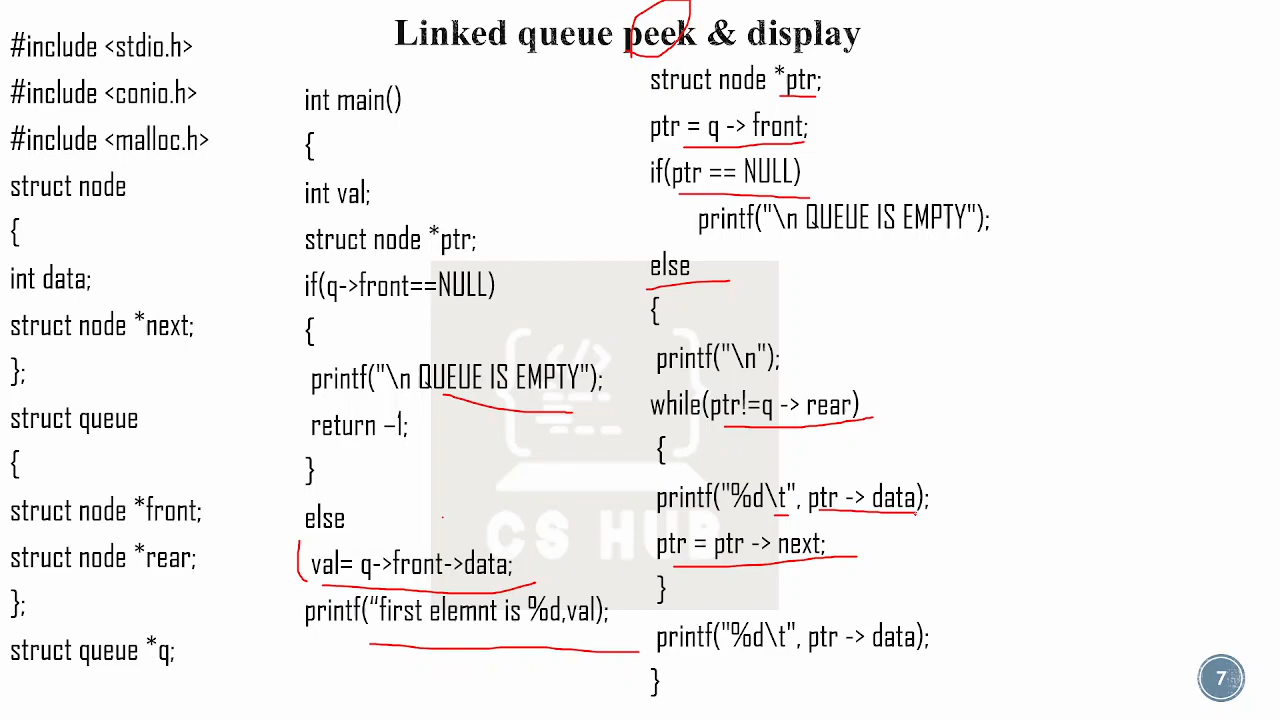 Linked queue peek & display
#include <stdio.h>
#include <conio.h>
#include <malloc.h>
struct node
{
int data;
struct node *next;
};
struct queue
{
struct node *front;
struct node *rear;
};
struct queue *q;
int main()
{
int val;
struct node *ptr;
if(q->front==NULL)
{
printf("\n QUEUE IS EMPTY");
return –1;
}
else
val= q->front->data;
printf(“first elemnt is %d,val);
struct node *ptr;
ptr = q -> front;
if(ptr == NULL)
printf("\n QUEUE IS EMPTY");
else
{
printf("\n");
while(ptr!=q -> rear)
{
printf("%d\t", ptr -> data);
ptr = ptr -> next;
}
printf("%d\t", ptr -> data);
}
CS HUB
7